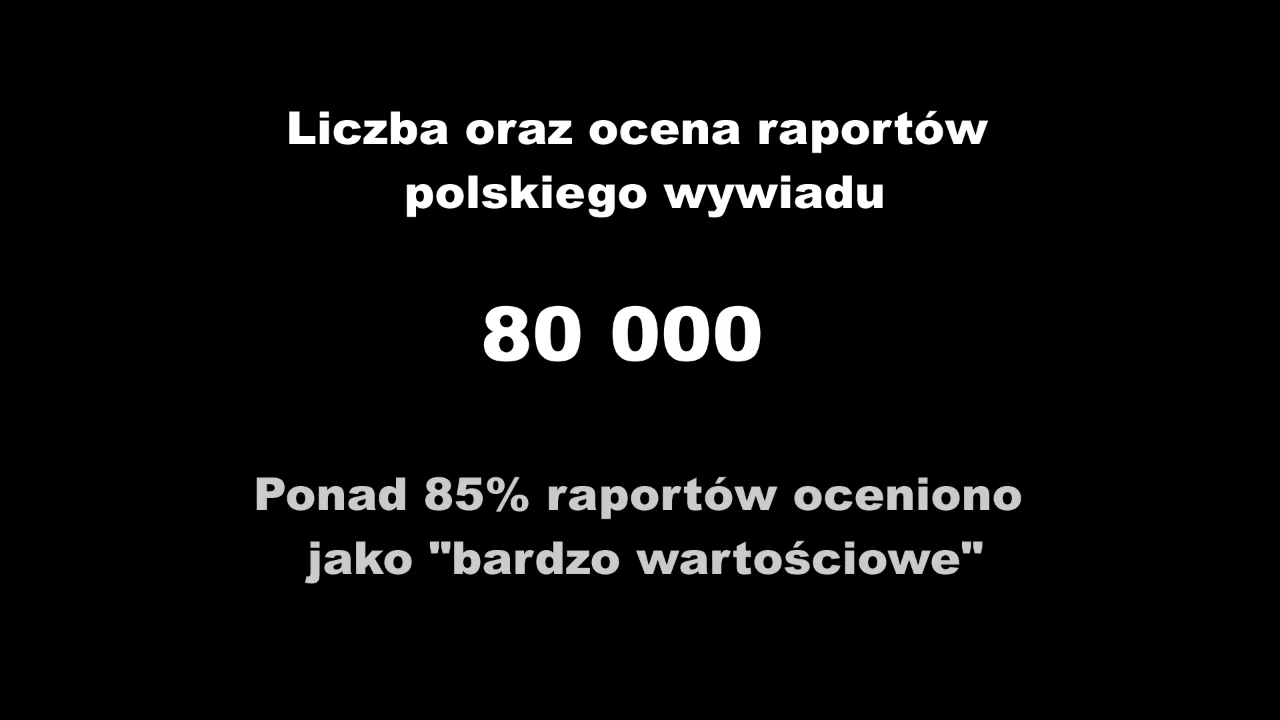 Liczba oraz ocena raportów
polskiego wywiadu
80 000
Ponad 85% raportów oceniono
jako "bardzo wartościowe"